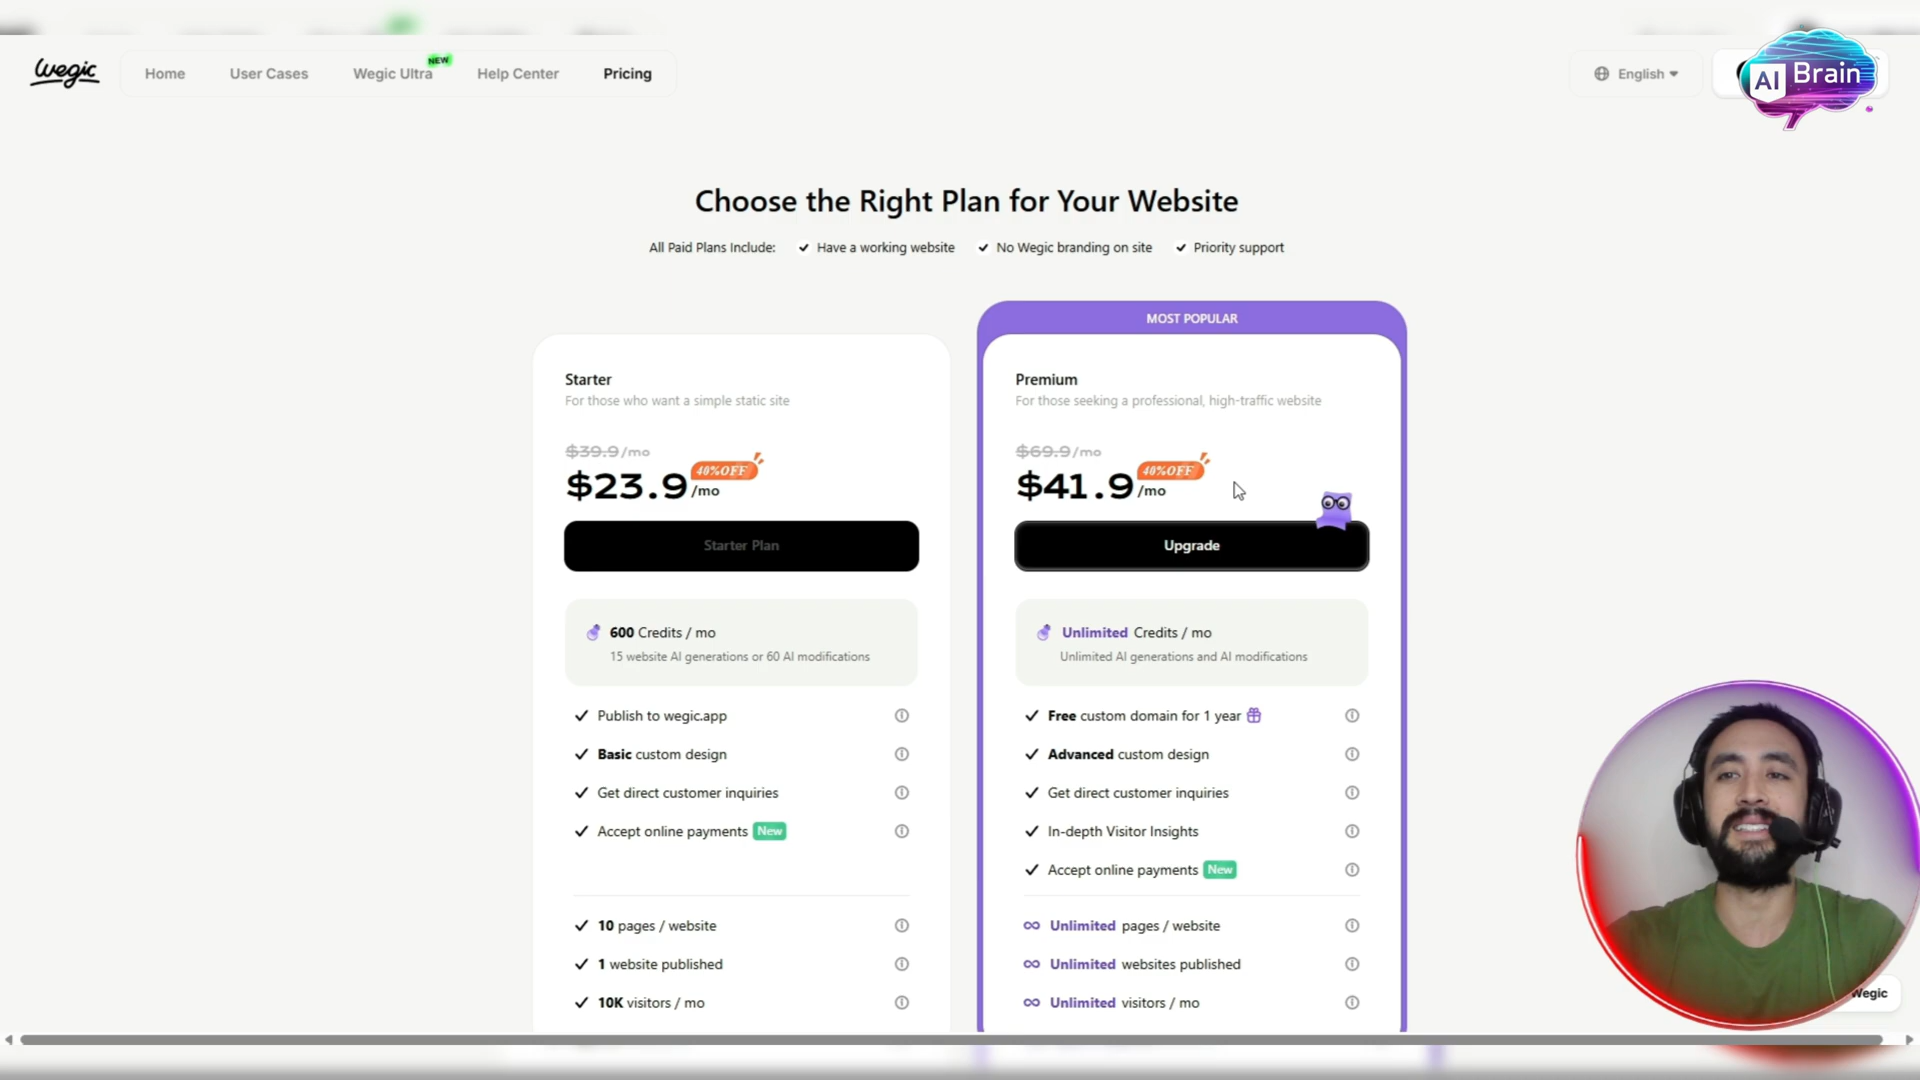 wegic
Home
User Cases
Wegic Ultra
NEW
Help Center
Pricing
English
AI Brain
Choose the Right Plan for Your Website
All Paid Plans Include:
Have a working website
No Wegic branding on site
Priority support
MOST POPULAR
Starter
For those who want a simple static site
$39.9/mo
40%OFF
$23.9/mo
Starter Plan
600 Credits / mo
15 website AI generations or 60 AI modifications
Publish to wegic.app
Basic custom design
Get direct customer inquiries
Accept online payments New
10 pages / website
1 website published
10K visitors / mo
Premium
For those seeking a professional, high-traffic website
$69.9/mo
40%OFF
$41.9/mo
Upgrade
Unlimited Credits / mo
Unlimited AI generations and AI modifications
Free custom domain for 1 year
Advanced custom design
Get direct customer inquiries
In-depth Visitor Insights
Accept online payments New
Unlimited pages / website
Unlimited websites published
Unlimited visitors / mo
Wegic